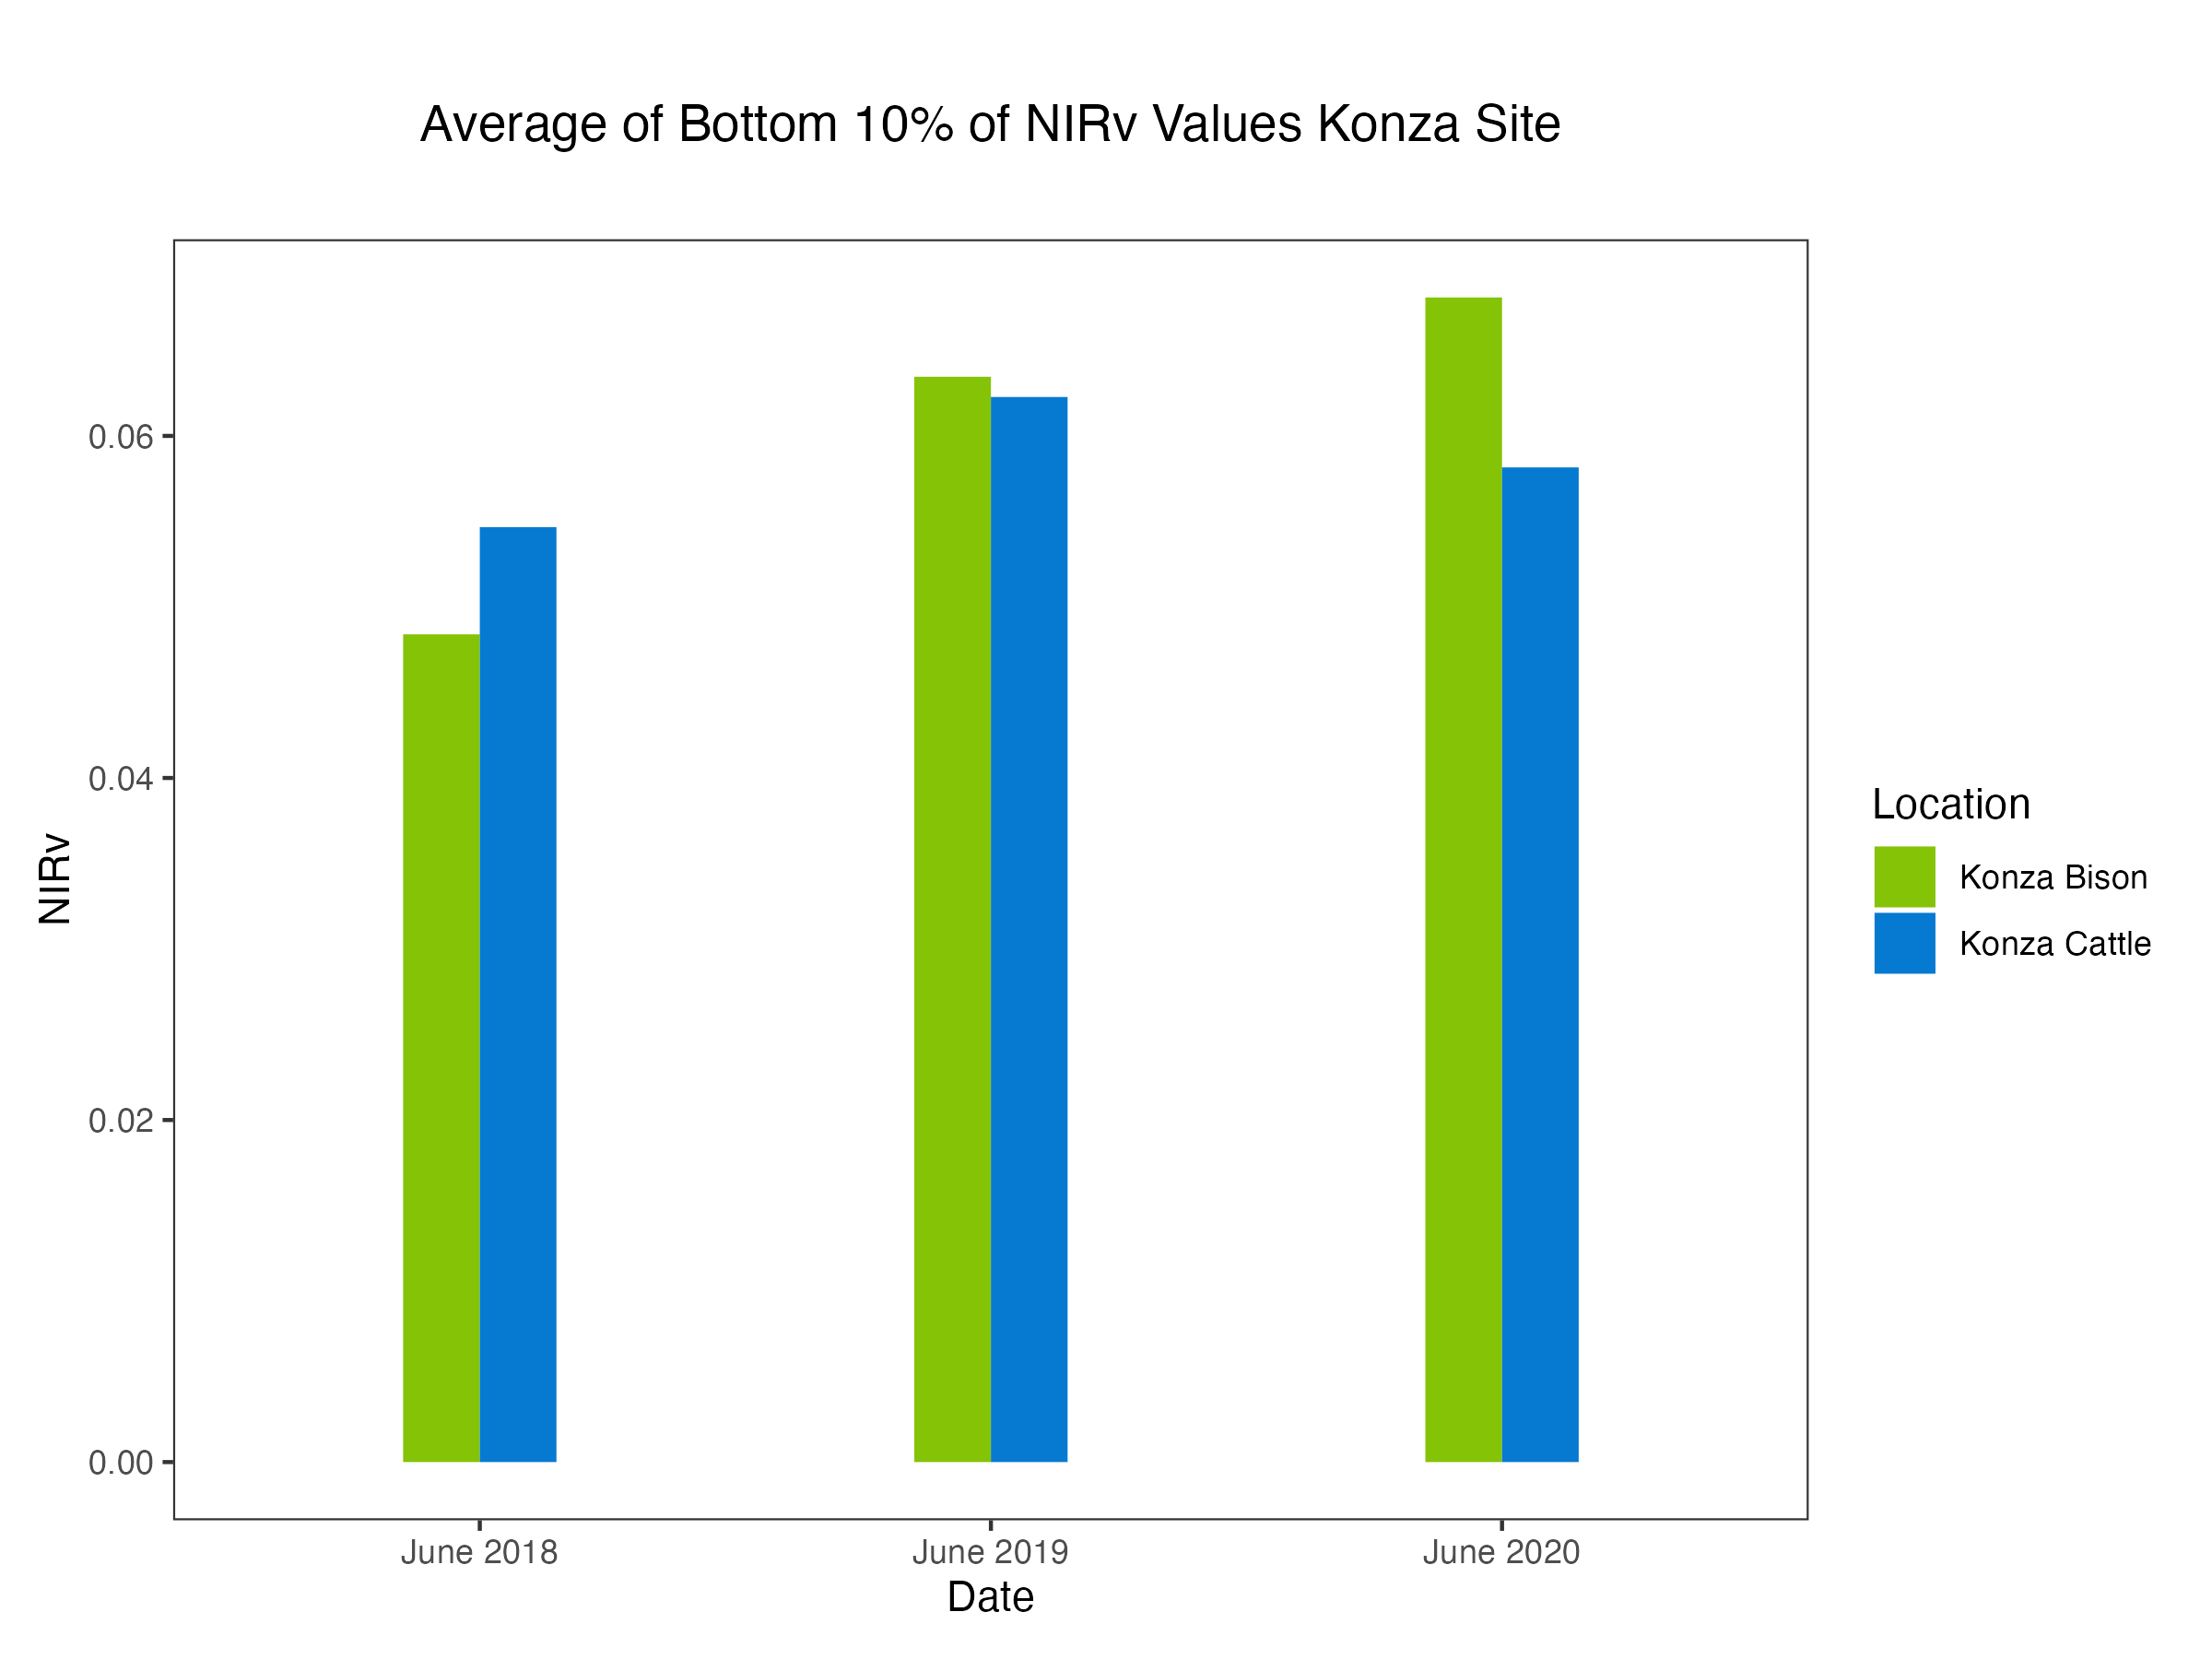 Average of Bottom 10% of NIRv Values Konza Site
0.06
0.04
0.02
0.00
NIRv
June 2018
June 2019
June 2020
Date
Location
Konza Bison
Konza Cattle